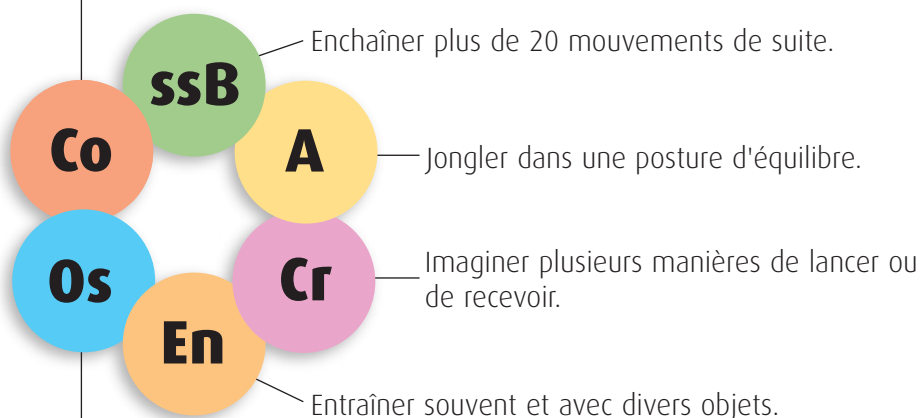 ssB
Enchaîner plus de 20 mouvements de suite.
Co
A
Jongler dans une posture d'équilibre.
Os
Cr
Imaginer plusieurs manières de lancer ou
de recevoir.
En
Entraîner souvent et avec divers objets.